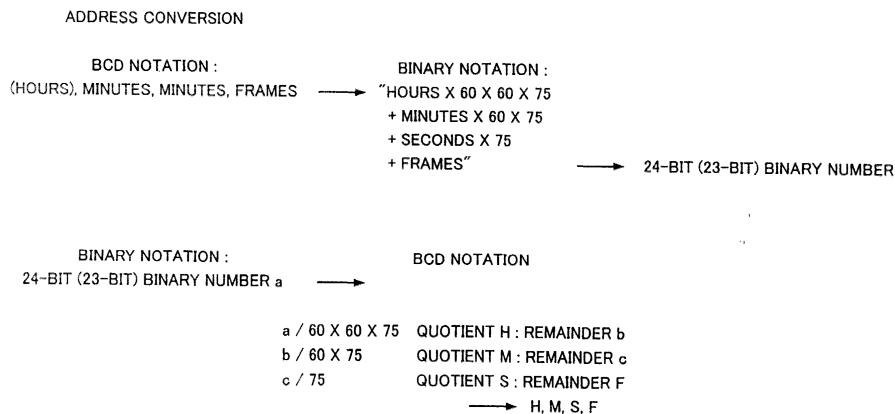 ADDRESS CONVERSION
BCD NOTATION :
(HOURS), MINUTES, MINUTES, FRAMES
BINARY NOTATION :
"HOURS X 60 X 60 X 75
+ MINUTES X 60 X 75
+ SECONDS X 75
+ FRAMES"
24-BIT (23-BIT) BINARY NUMBER
BINARY NOTATION :
24-BIT (23-BIT) BINARY NUMBER a
BCD NOTATION
a / 60 X 60 X 75 QUOTIENT H : REMAINDER b
b / 60 X 75 QUOTIENT M : REMAINDER c
c / 75 QUOTIENT S : REMAINDER F
H, M, S, F